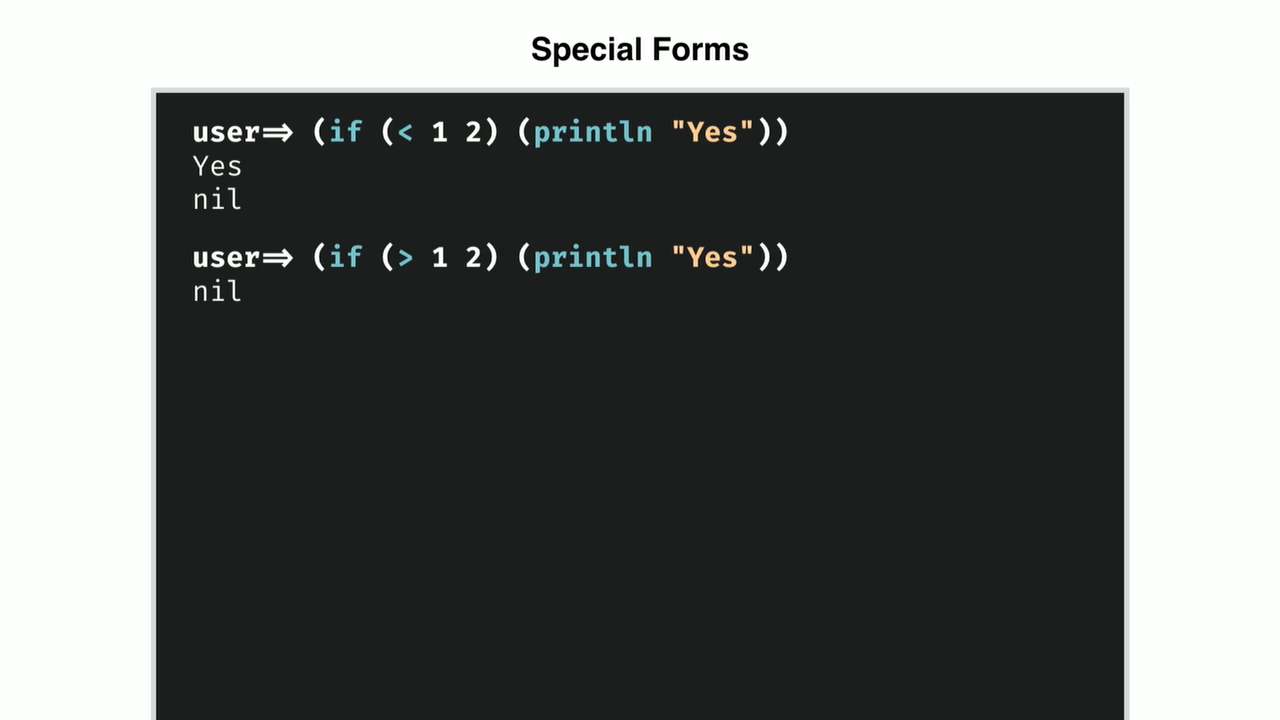 Special Forms
user=> (if (< 1 2) (println "Yes"))
Yes
nil
user=> (if (> 1 2) (println "Yes"))
nil